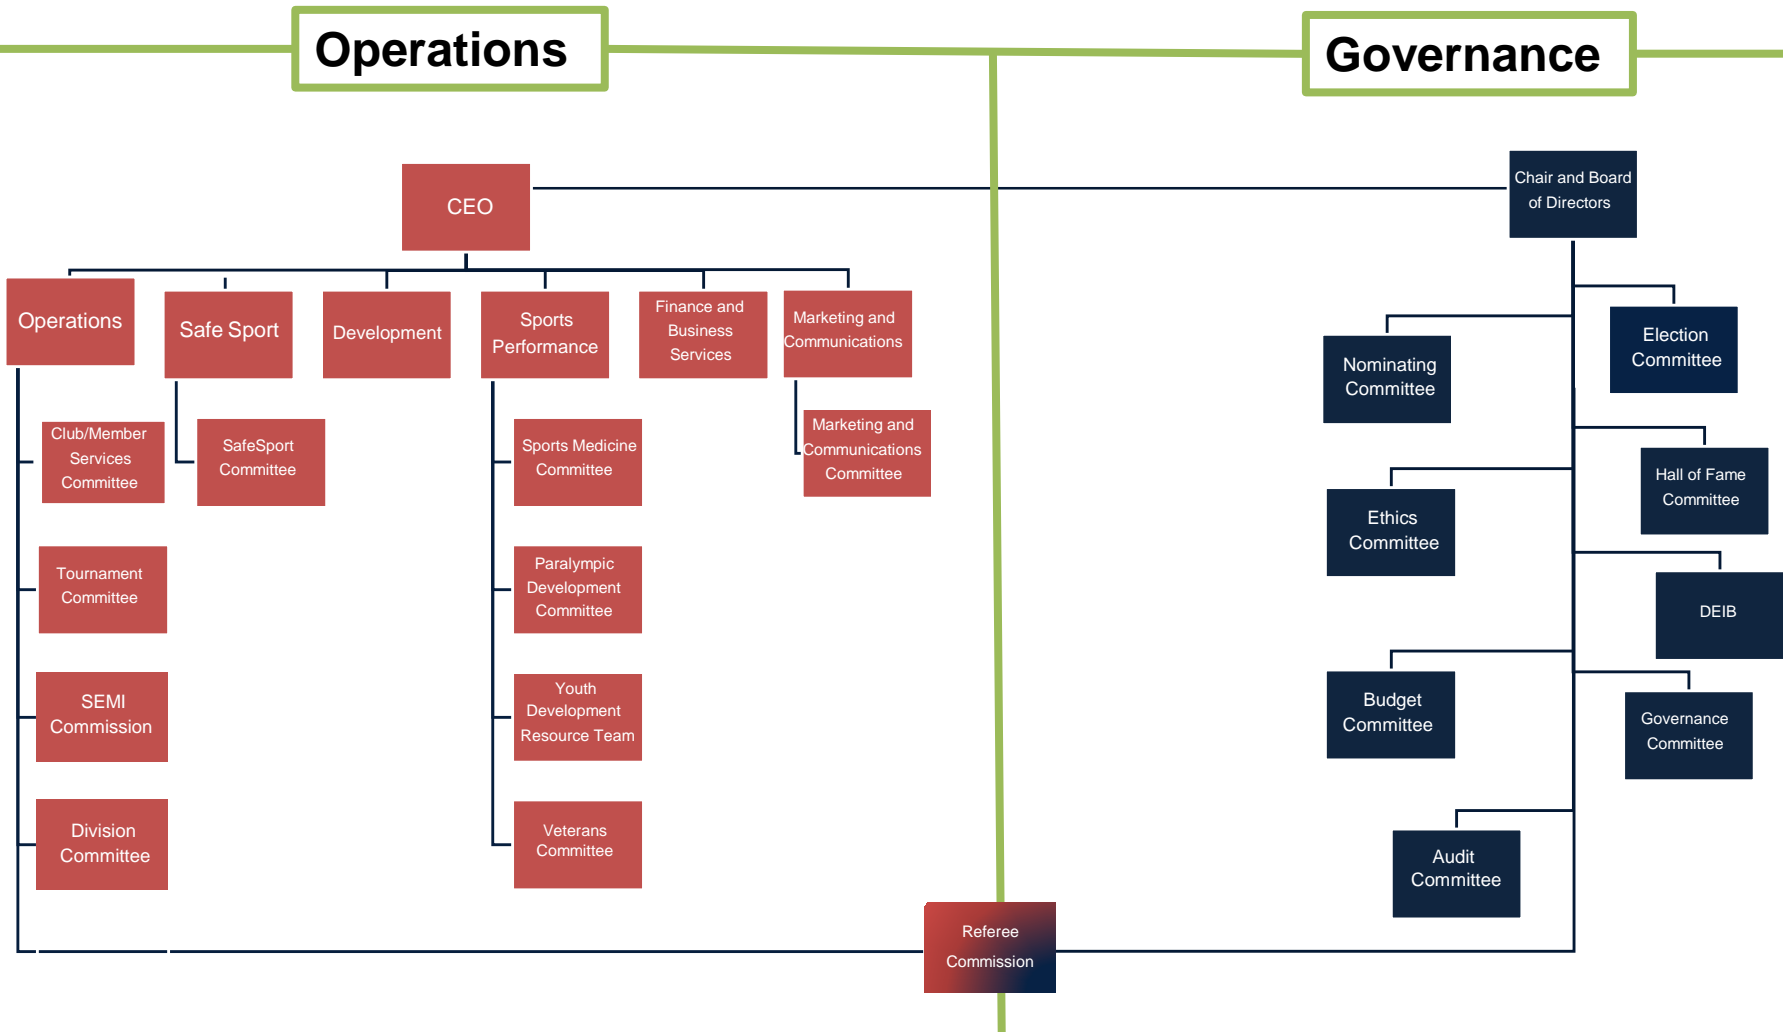 Operations
Governance
CEO
Chair and Board
of Directors
Operations
Safe Sport
Development
Sports
Performance
Finance and
Business
Services
Marketing and
Communications
Club/Member
Services
Committee
SafeSport
Committee
Sports Medicine
Committee
Marketing and
Communications
Committee
Tournament
Committee
Paralympic
Development
Committee
SEMI
Commission
Youth
Development
Resource Team
Division
Committee
Veterans
Committee
Referee
Commission
Election
Committee
Nominating
Committee
Hall of Fame
Committee
Ethics
Committee
DEIB
Budget
Committee
Governance
Committee
Audit
Committee